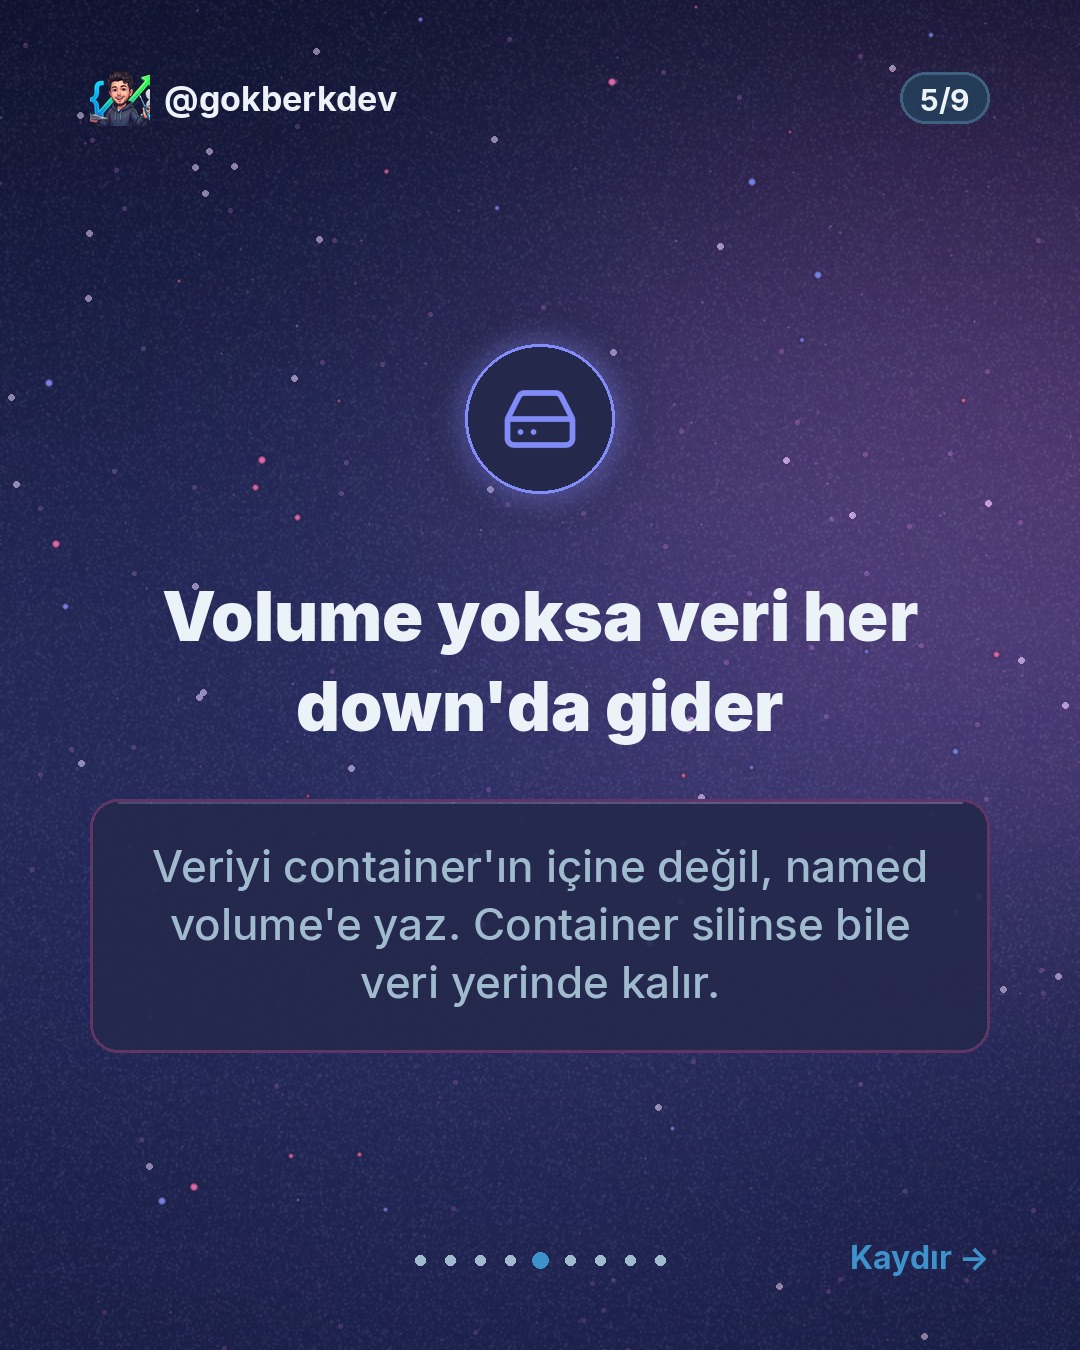 @gokberkdev
5/9
Volume yoksa veri her
down'da gider
Veriyi container'ın içine değil, named
volume'e yaz. Container silinse bile
veri yerinde kalır.
Kaydır →